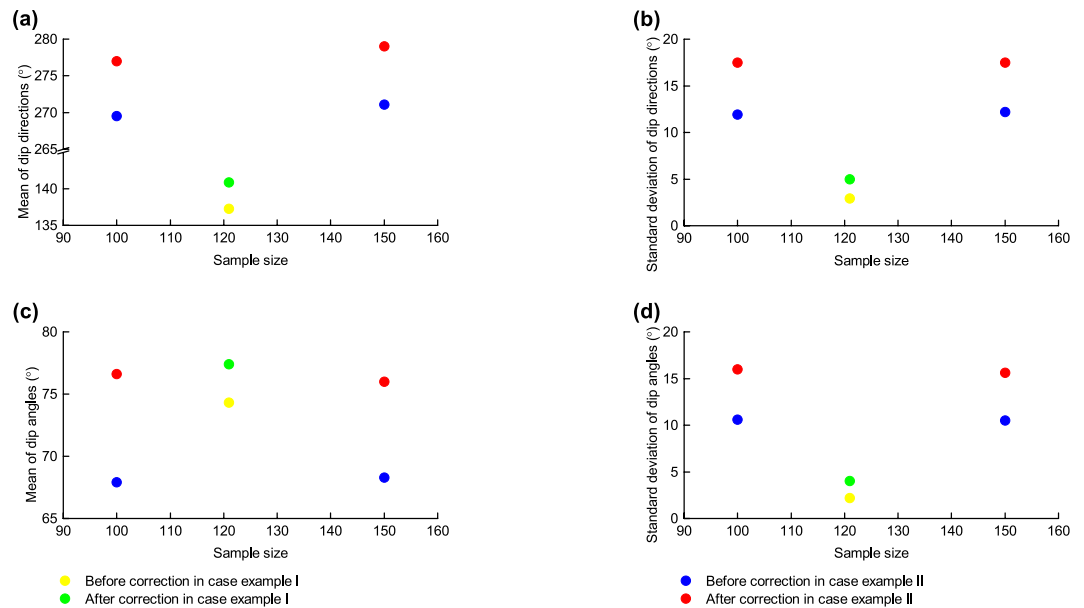 (a)
Mean of dip directions (°)
280
275
270
265
140
135
90 100 110 120 130 140 150 160
Sample size
(b)
Standard deviation of dip directions (°)
20
15
10
5
0
90 100 110 120 130 140 150 160
Sample size
(c)
Mean of dip angles (°)
80
75
70
65
90 100 110 120 130 140 150 160
Sample size
(d)
Standard deviation of dip angles (°)
20
15
10
5
0
90 100 110 120 130 140 150 160
Sample size
Before correction in case example I
After correction in case example I
Before correction in case example II
After correction in case example II